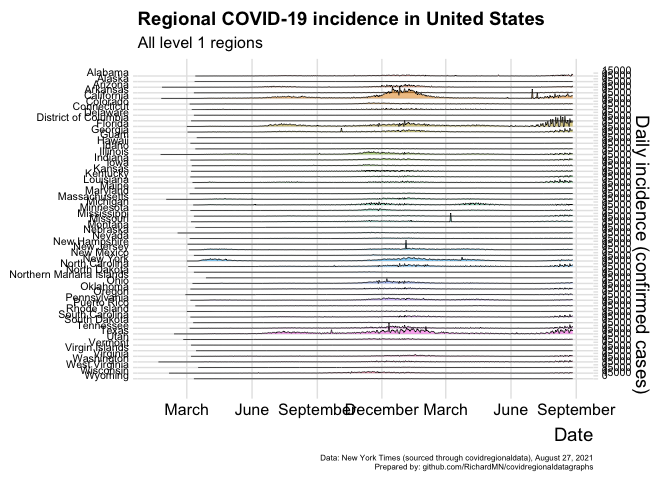 Regional COVID-19 incidence in United States
All level 1 regions
Alabama
Alaska
Arizona
Arkansas
California
Colorado
Connecticut
Delaware
District of Columbia
Florida
Georgia
Guam
Hawaii
Idaho
Illinois
Indiana
Iowa
Kansas
Kentucky
Louisiana
Maine
Maryland
Massachusetts
Michigan
Minnesota
Mississippi
Missouri
Montana
Nebraska
Nevada
New Hampshire
New Jersey
New Mexico
New York
North Carolina
North Dakota
Northern Mariana Islands
Ohio
Oklahoma
Oregon
Pennsylvania
Puerto Rico
Rhode Island
South Carolina
South Dakota
Tennessee
Texas
Utah
Vermont
Virgin Islands
Virginia
Washington
West Virginia
Wisconsin
Wyoming
Daily incidence (confirmed cases)
March June September December March June September
Date
Data: New York Times (sourced through covidregionaldata), August 27, 2021
Prepared by: github.com/RichardMN/covidregionaldatagraphs